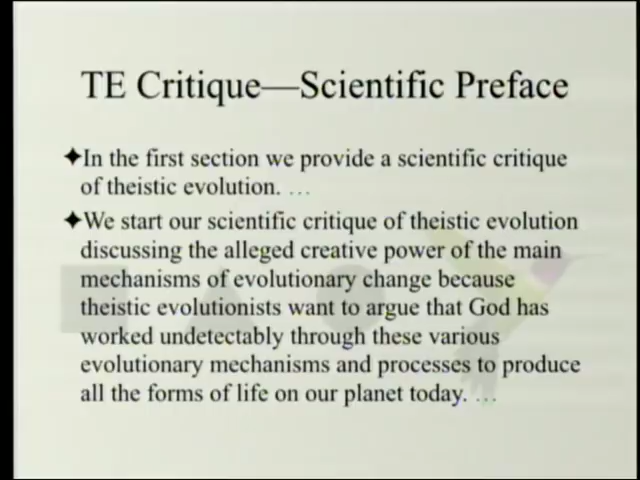 TE Critique—Scientific Preface
✦In the first section we provide a scientific critique
of theistic evolution. …
✦We start our scientific critique of theistic evolution
discussing the alleged creative power of the main
mechanisms of evolutionary change because
theistic evolutionists want to argue that God has
worked undetectably through these various
evolutionary mechanisms and processes to produce
all the forms of life on our planet today. …